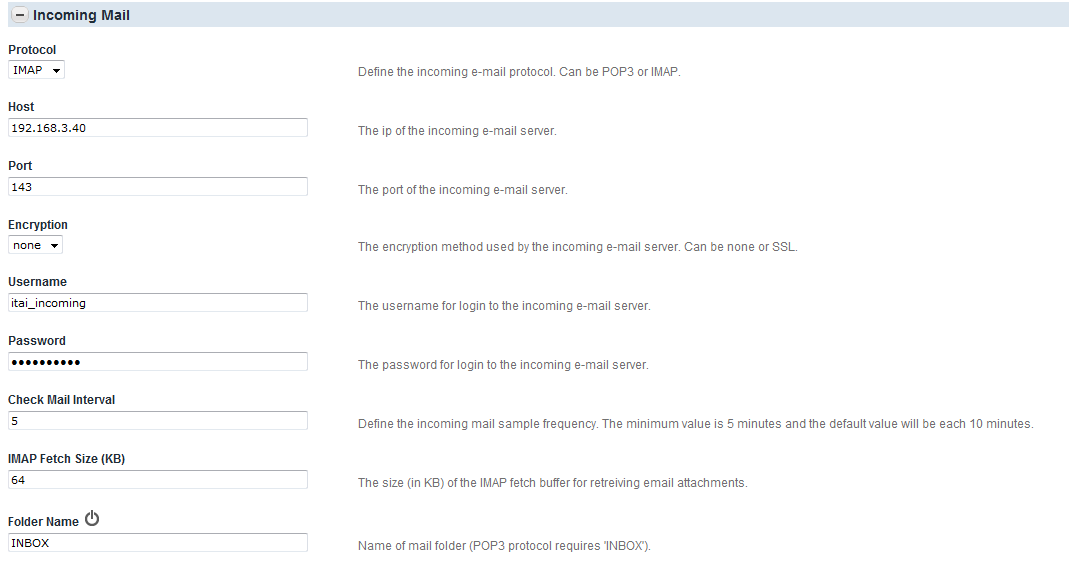 Incoming Mail
Protocol
IMAP
Define the incoming e-mail protocol. Can be POP3 or IMAP.
Host
192.168.3.40
The ip of the incoming e-mail server.
Port
143
The port of the incoming e-mail server.
Encryption
none
The encryption method used by the incoming e-mail server. Can be none or SSL.
Username
itai_incoming
The username for login to the incoming e-mail server.
Password
••••••••••
The password for login to the incoming e-mail server.
Check Mail Interval
5
Define the incoming mail sample frequency. The minimum value is 5 minutes and the default value will be each 10 minutes.
IMAP Fetch Size (KB)
64
The size (in KB) of the IMAP fetch buffer for retreiving email attachments.
Folder Name
INBOX
Name of mail folder (POP3 protocol requires 'INBOX').